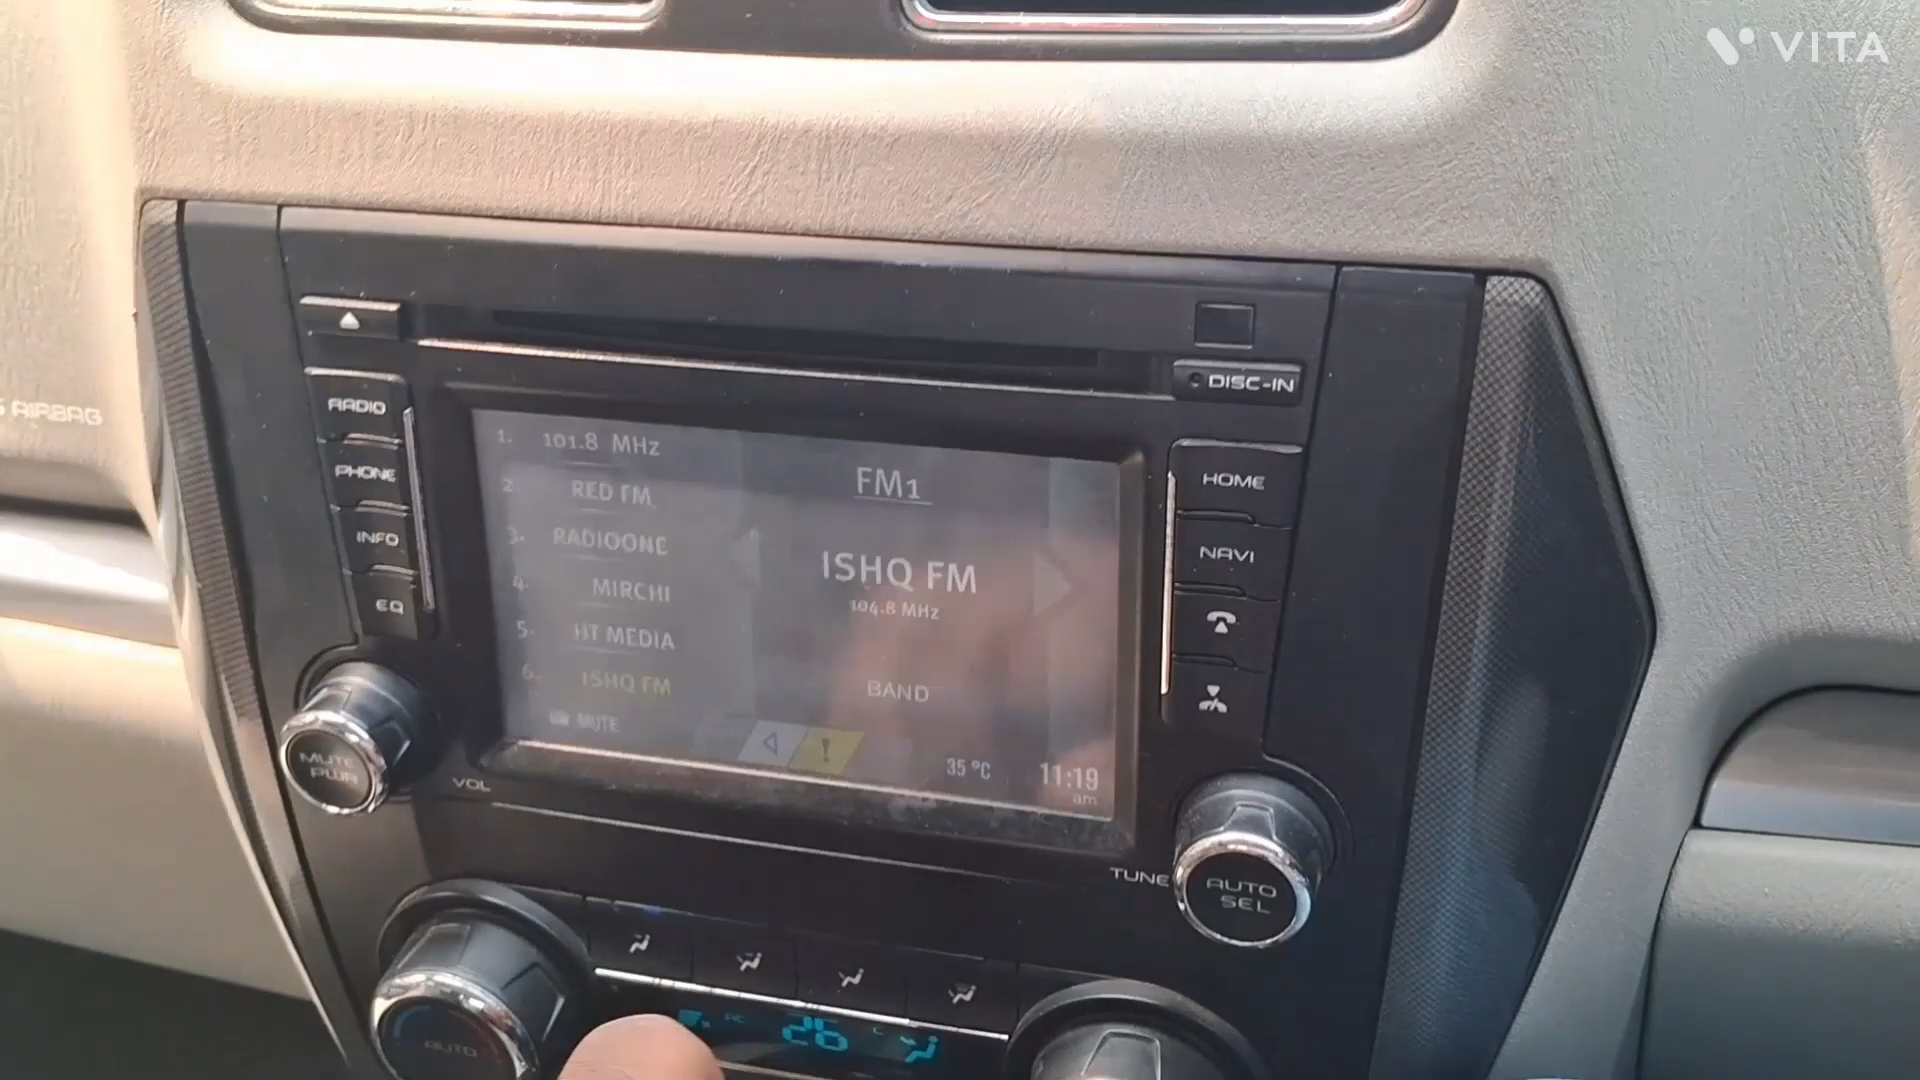 VITA
AIRBAG
DISC-IN
RADIO
PHONE
INFO
EQ
MUTE
PWR
VOL
1. 101.8 MHz
2. RED FM
3. RADIOONE
4. MIRCHI
5. HT MEDIA
6. ISHQ FM
MUTE
FM1
ISHQ FM
104.8 MHz
BAND
!
35 °C
11:19
am
HOME
NAVI
TUNE
AUTO
SEL
AUTO
AC
26
C